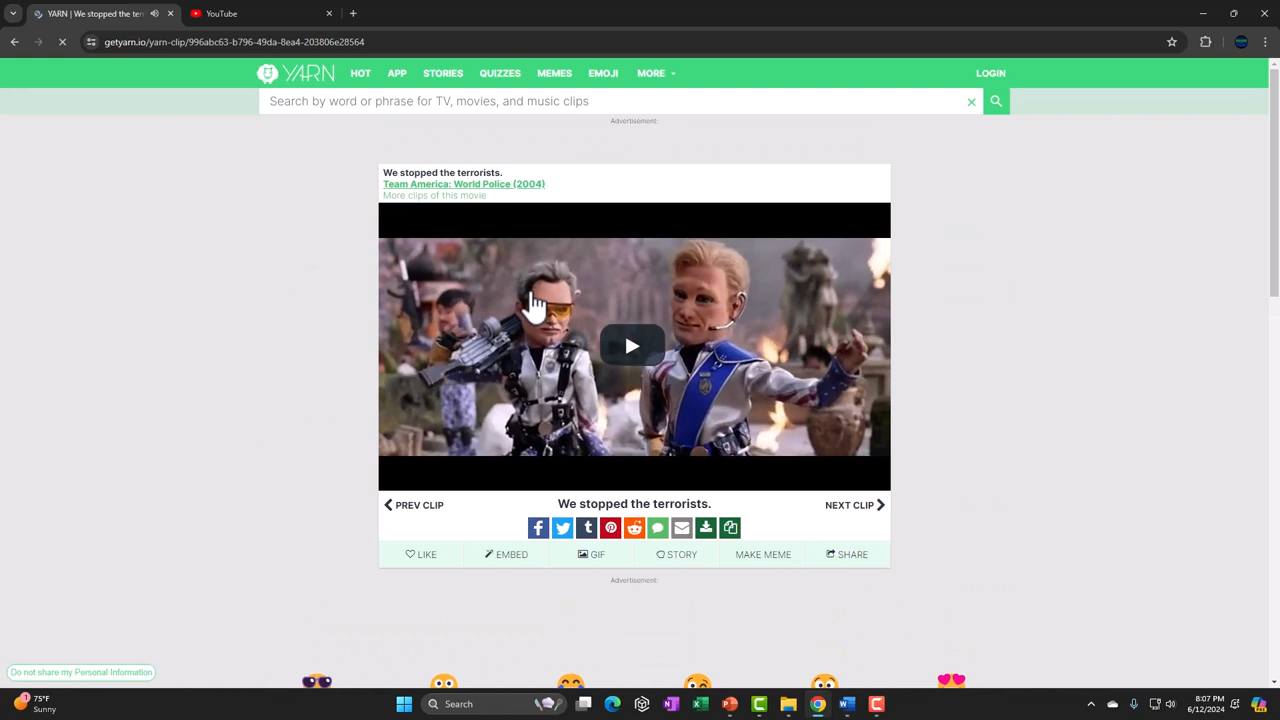 YARN | We stopped the terr
YouTube
getyarn.io/yarn-clip/996abc63-b796-49da-8ea4-203806e28564
YARN HOT APP STORIES QUIZZES MEMES EMOJI MORE LOGIN
Search by word or phrase for TV, movies, and music clips
Advertisement:
We stopped the terrorists.
Team America: World Police (2004)
More clips of this movie
PREV CLIP We stopped the terrorists. NEXT CLIP
LIKE EMBED GIF STORY MAKE MEME SHARE
Advertisement:
Do not share my Personal Information
1 75°F
Sunny
Search
8:07 PM
6/12/2024